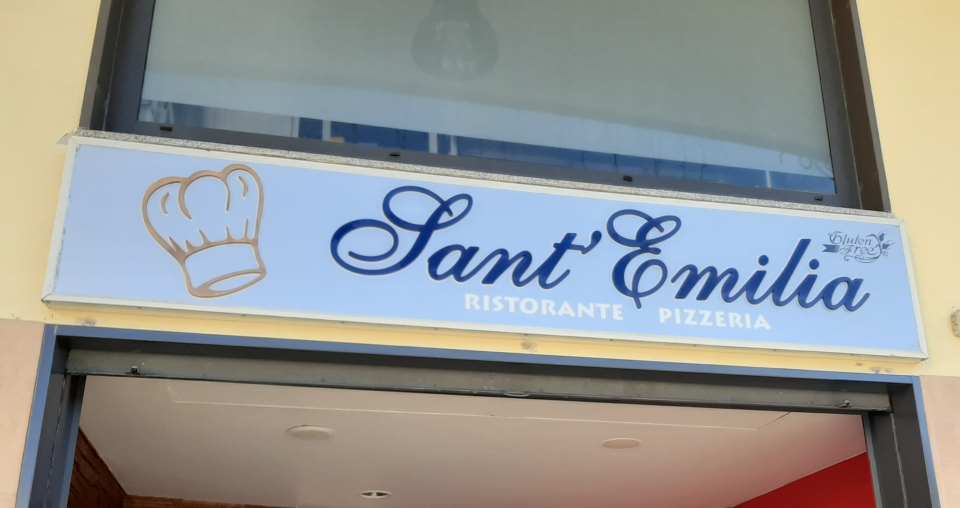 Sant'Emilia
RISTORANTE PIZZERIA
Gluten
Free